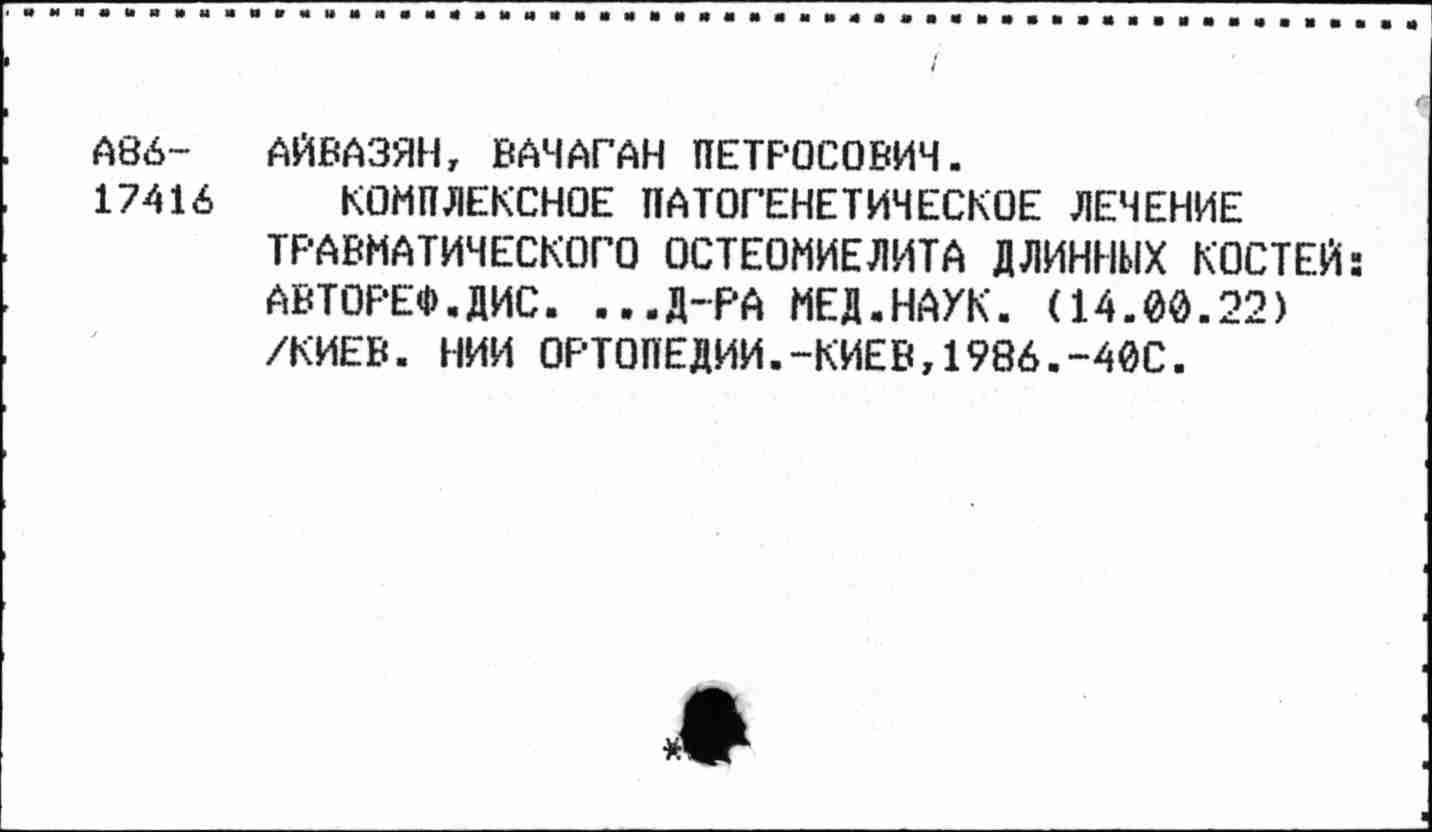 А86- АЙВАЗЯН, ВАЧАГАН ПЕТРОСОВИЧ.
17416 КОМПЛЕКСНОЕ ПАТОГЕНЕТИЧЕСКОЕ ЛЕЧЕНИЕ
ТРАВМАТИЧЕСКОГО ОСТЕОМИЕЛИТА ДЛИННЫХ КОСТЕЙ:
АВТОРЕФ.ДИС. ...Д-РА МЕД.НАУК. (14.00.22)
/КИЕВ. НИИ ОРТОПЕДИИ.-КИЕВ,1986.-40С.
*